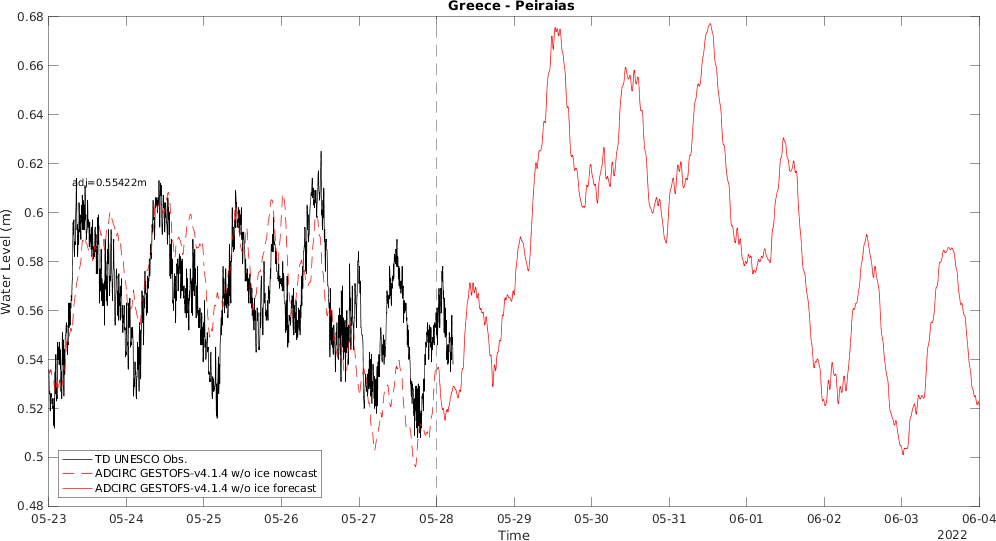 Greece - Peiraias
0.68
0.66
0.64
0.62
0.6
0.58
0.56
0.54
0.52
0.5
0.48
Water Level (m)
adj=0.55422m
TD UNESCO Obs.
ADCIRC GESTOFS-v4.1.4 w/o ice nowcast
ADCIRC GESTOFS-v4.1.4 w/o ice forecast
05-23 05-24 05-25 05-26 05-27 05-28 05-29 05-30 05-31 06-01 06-02 06-03 06-04
Time
2022